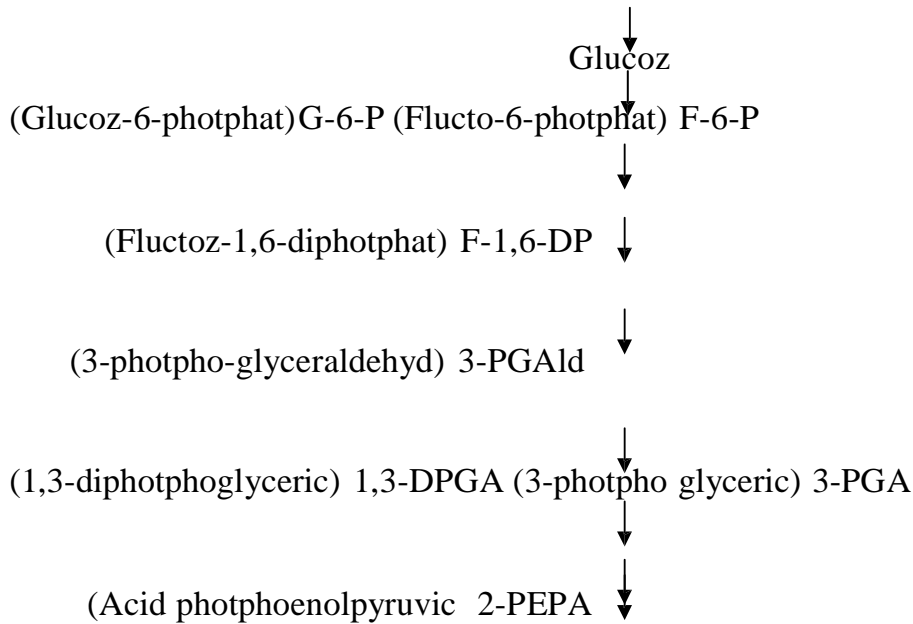 Glucoz
(Glucoz-6-photphat)G-6-P (Flucto-6-photphat) F-6-P
(Fluctoz-1,6-diphotphat) F-1,6-DP
(3-photpho-glyceraldehyd) 3-PGAld
(1,3-diphotphoglyceric) 1,3-DPGA (3-photpho glyceric) 3-PGA
(Acid photphoenolpyruvic 2-PEPA